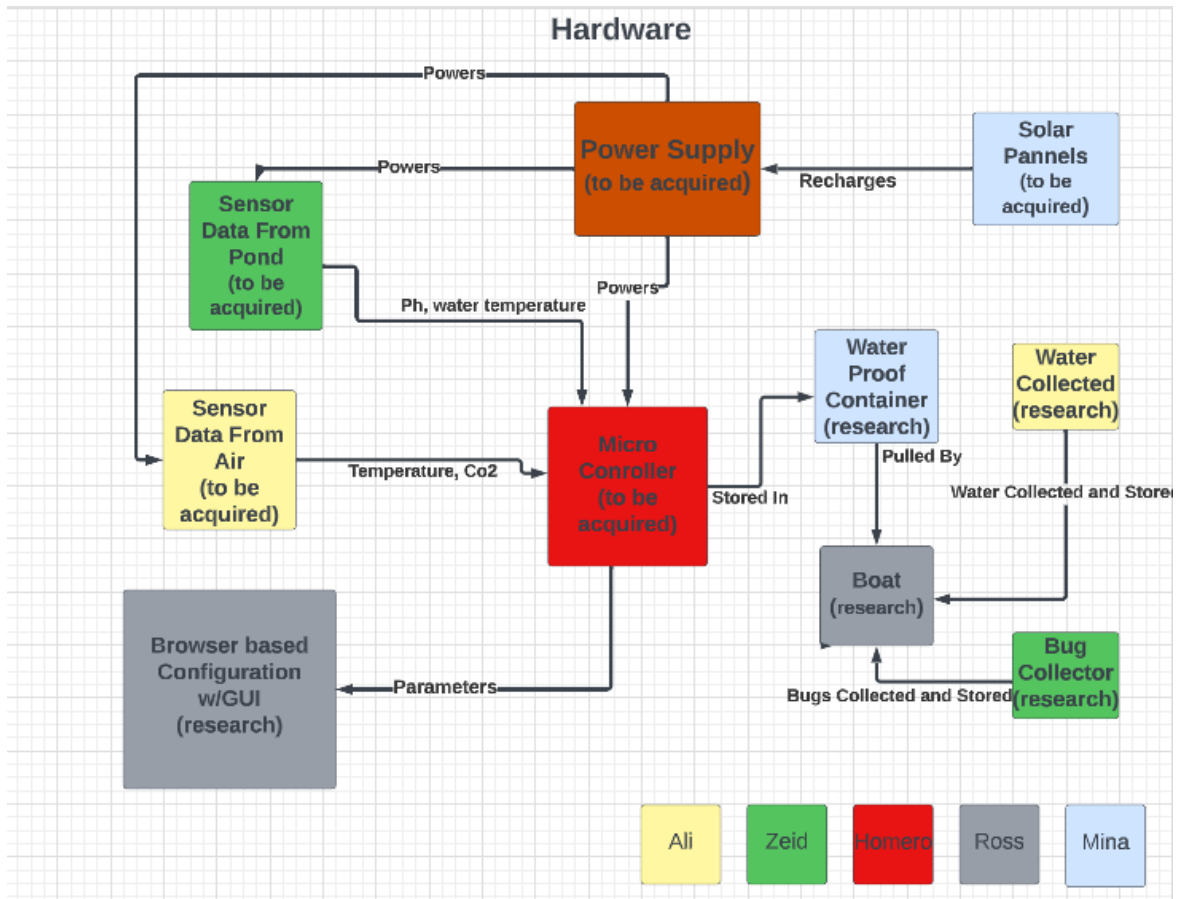 Hardware
Powers
Power Supply
(to be acquired)
Solar
Pannels
(to be
acquired)
Recharges
Powers
Sensor
Data From
Pond
(to be
acquired)
Powers
Ph, water temperature
Water
Proof
Container
(research)
Water
Collected
(research)
Sensor
Data From
Air
(to be
acquired)
Temperature, Co2
Micro
Conroller
(to be
acquired)
Stored In
Pulled By
Water Collected and Store
Boat
(research)
Browser based
Configuration
w/GUI
(research)
Parameters
Bug
Collector
(research)
Bugs Collected and Stored
Ali
Zeid
Homero
Ross
Mina